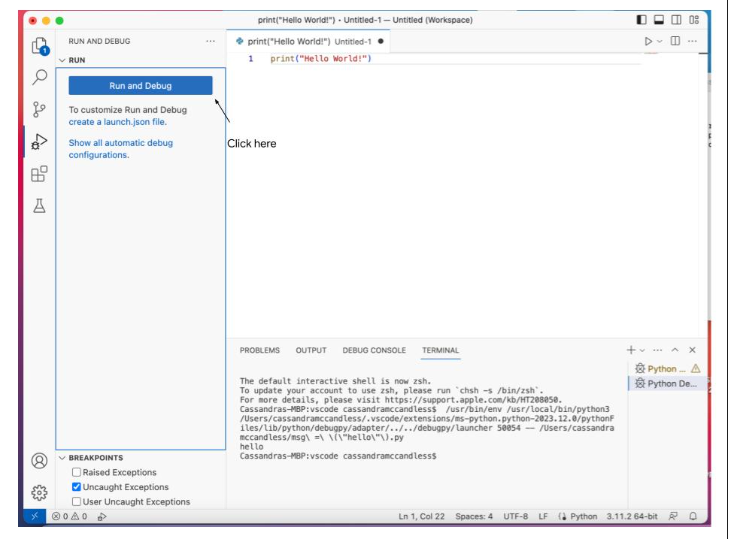 print("Hello World!") • Untitled-1 — Untitled (Workspace)
RUN AND DEBUG
RUN
Run and Debug
To customize Run and Debug
create a launch.json file.
Show all automatic debug
configurations.
Click here
print("Hello World!") Untitled-1
1 print("Hello World!")
PROBLEMS OUTPUT DEBUG CONSOLE TERMINAL
Python ...
Python De...
The default interactive shell is now zsh.
To update your account to use zsh, please run `chsh -s /bin/zsh`.
For more details, please visit https://support.apple.com/kb/HT208050.
Cassandras-MBP:vscode cassandramccandless$ /usr/bin/env /usr/local/bin/python3
/Users/cassandramccandless/.vscode/extensions/ms-python.python-2023.12.0/pythonF
iles/lib/python/debugpy/adapter/../../debugpy/launcher 50054 -- /Users/cassandra
mccandless/msg\ =\ \(\"hello\"\).py
hello
Cassandras-MBP:vscode cassandramccandless$
BREAKPOINTS
Raised Exceptions
Uncaught Exceptions
User Uncaught Exceptions
1
0 0 Ln 1, Col 22 Spaces: 4 UTF-8 LF Python 3.11.2 64-bit